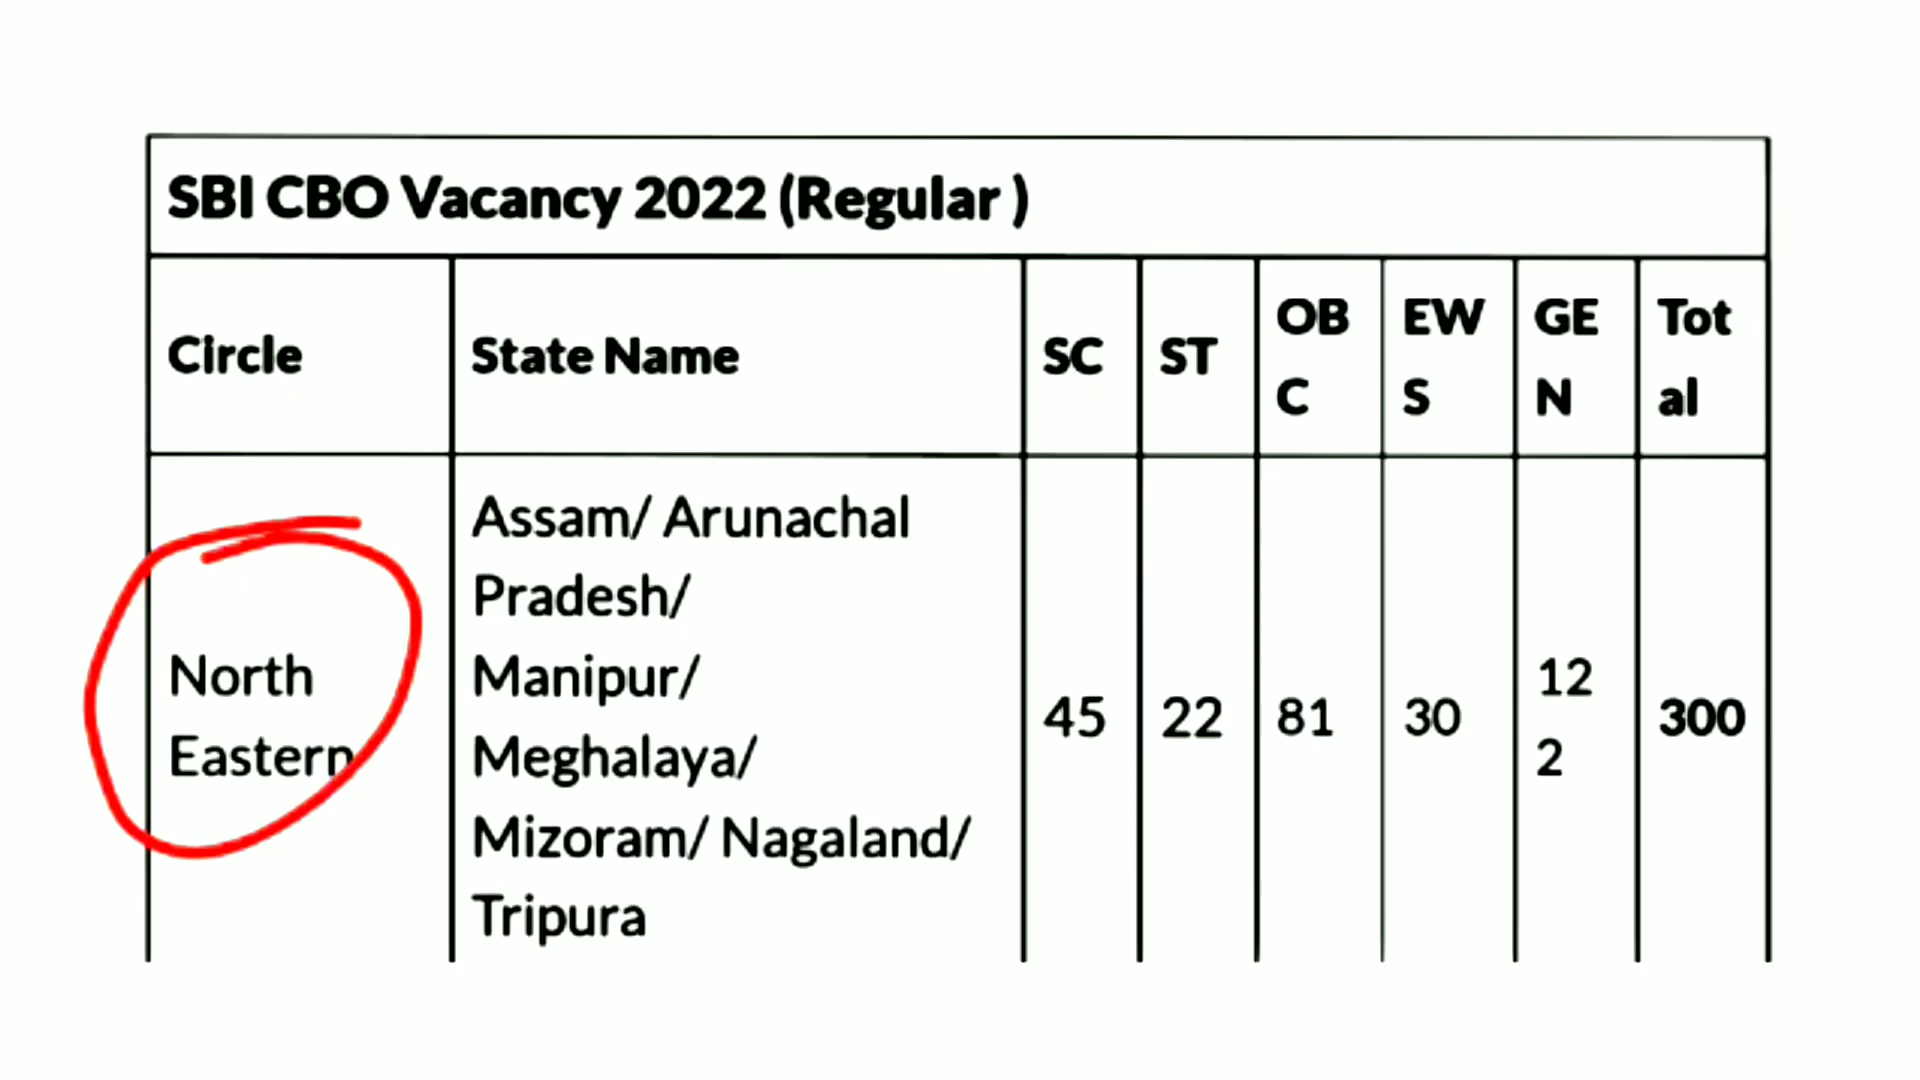 SBI CBO Vacancy 2022 (Regular )
Circle
State Name
SC
ST
OB
C
EW
S
GE
N
Tot
al
North
Eastern
Assam/ Arunachal
Pradesh/
Manipur/
Meghalaya/
Mizoram/ Nagaland/
Tripura
45
22
81
30
12
2
300